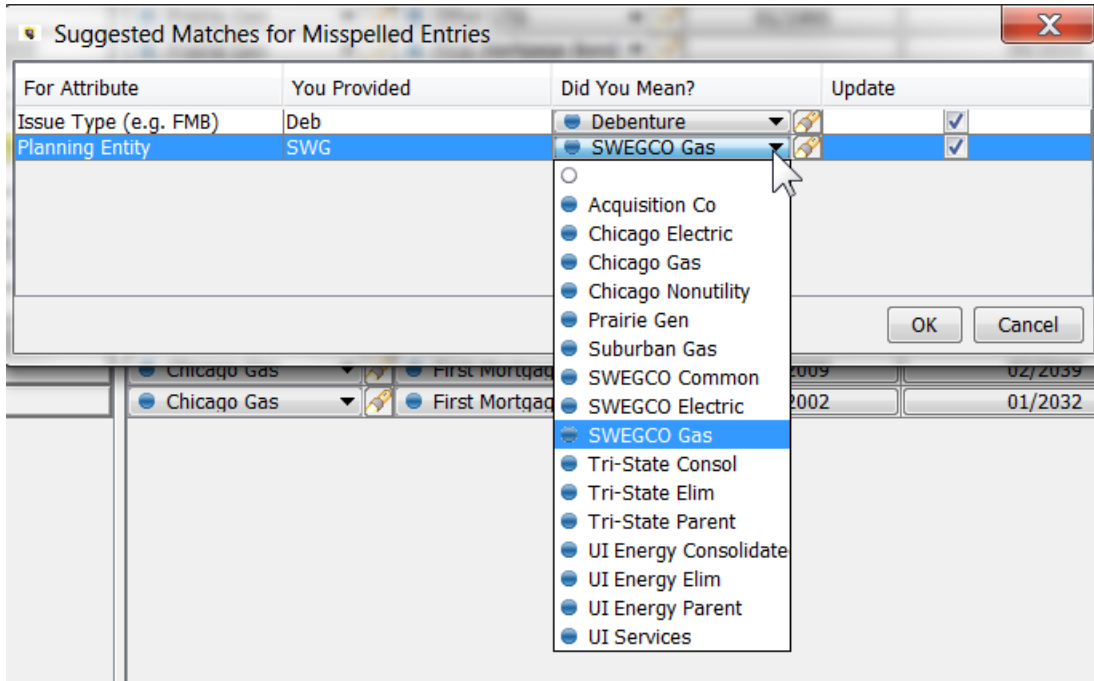 Suggested Matches for Misspelled Entries
For Attribute You Provided Did You Mean? Update
Issue Type (e.g. FMB) Deb Debenture
Planning Entity SWG SWEGCO Gas
Acquisition Co
Chicago Electric
Chicago Gas
Chicago Nonutility
Prairie Gen
Suburban Gas
SWEGCO Common
SWEGCO Electric
SWEGCO Gas
Tri-State Consol
Tri-State Elim
Tri-State Parent
UI Energy Consolidate
UI Energy Elim
UI Energy Parent
UI Services
OK Cancel
Chicago Gas First Mortgag 2009 02/2039
Chicago Gas First Mortgag 2002 01/2032